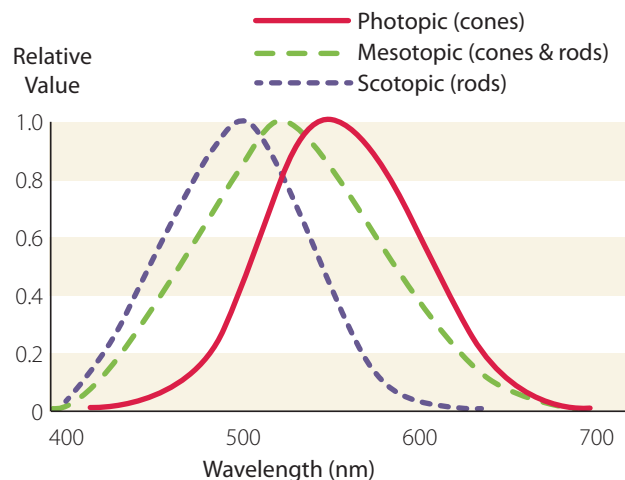 Photopic (cones)
Mesotopic (cones & rods)
Scotopic (rods)
Relative
Value
1.0
0.8
0.6
0.4
0.2
0
400 500 600 700
Wavelength (nm)